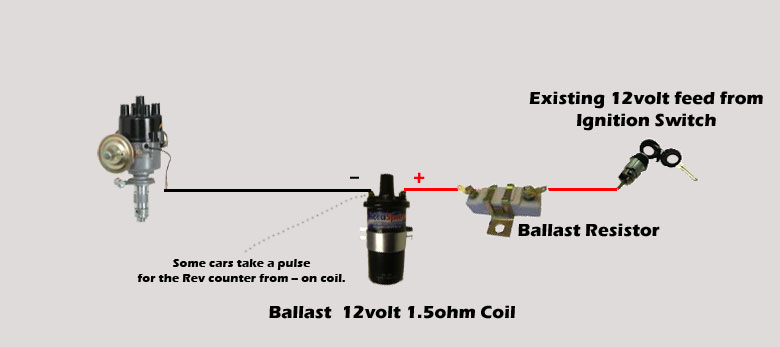 Existing 12volt feed from
Ignition Switch
–
+
Ballast Resistor
Some cars take a pulse
for the Rev counter from – on coil.
Ballast 12volt 1.5ohm Coil